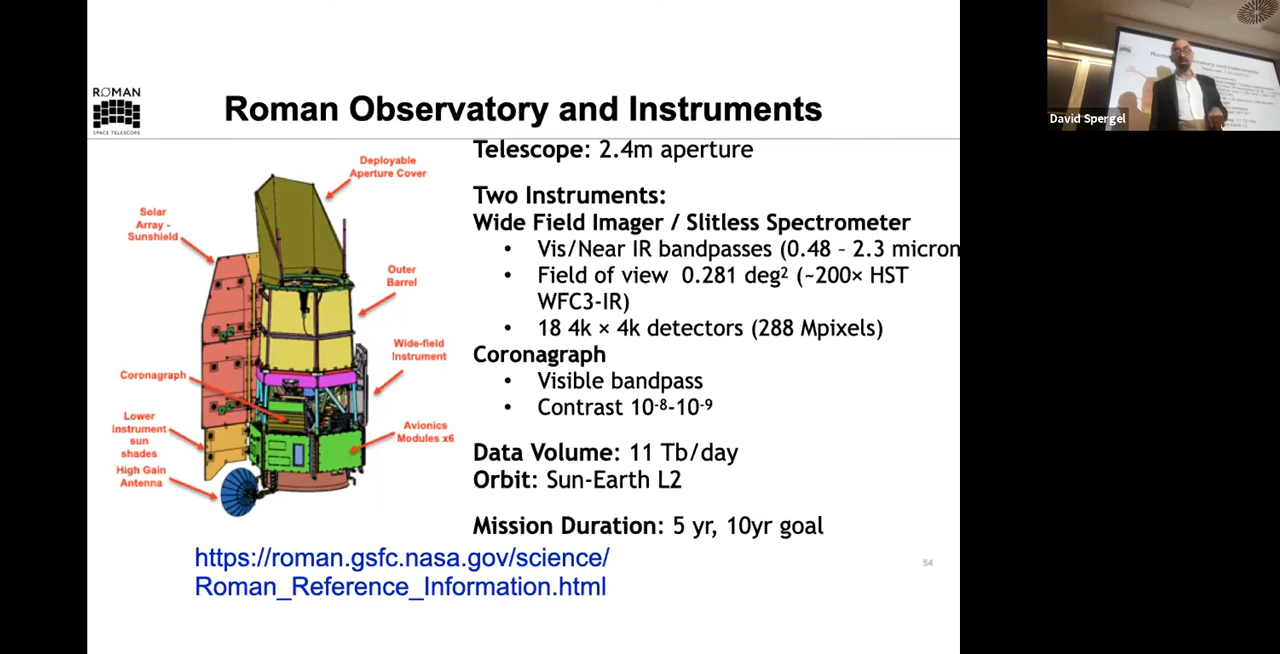 ROMAN
SPACE TELESCOPE
Roman Observatory and Instruments
David Spergel
Deployable
Aperture Cover
Solar
Array -
Sunshield
Outer
Barrel
Wide-field
Instrument
Coronagraph
Lower
instrument
sun
shades
Avionics
Modules x6
High Gain
Antenna
Telescope: 2.4m aperture
Two Instruments:
Wide Field Imager / Slitless Spectrometer
• Vis/Near IR bandpasses (0.48 – 2.3 micron
• Field of view 0.281 deg² (~200× HST
WFC3-IR)
• 18 4k × 4k detectors (288 Mpixels)
Coronagraph
• Visible bandpass
• Contrast 10⁻⁸-10⁻⁹
Data Volume: 11 Tb/day
Orbit: Sun-Earth L2
Mission Duration: 5 yr, 10yr goal
https://roman.gsfc.nasa.gov/science/
Roman_Reference_Information.html
54